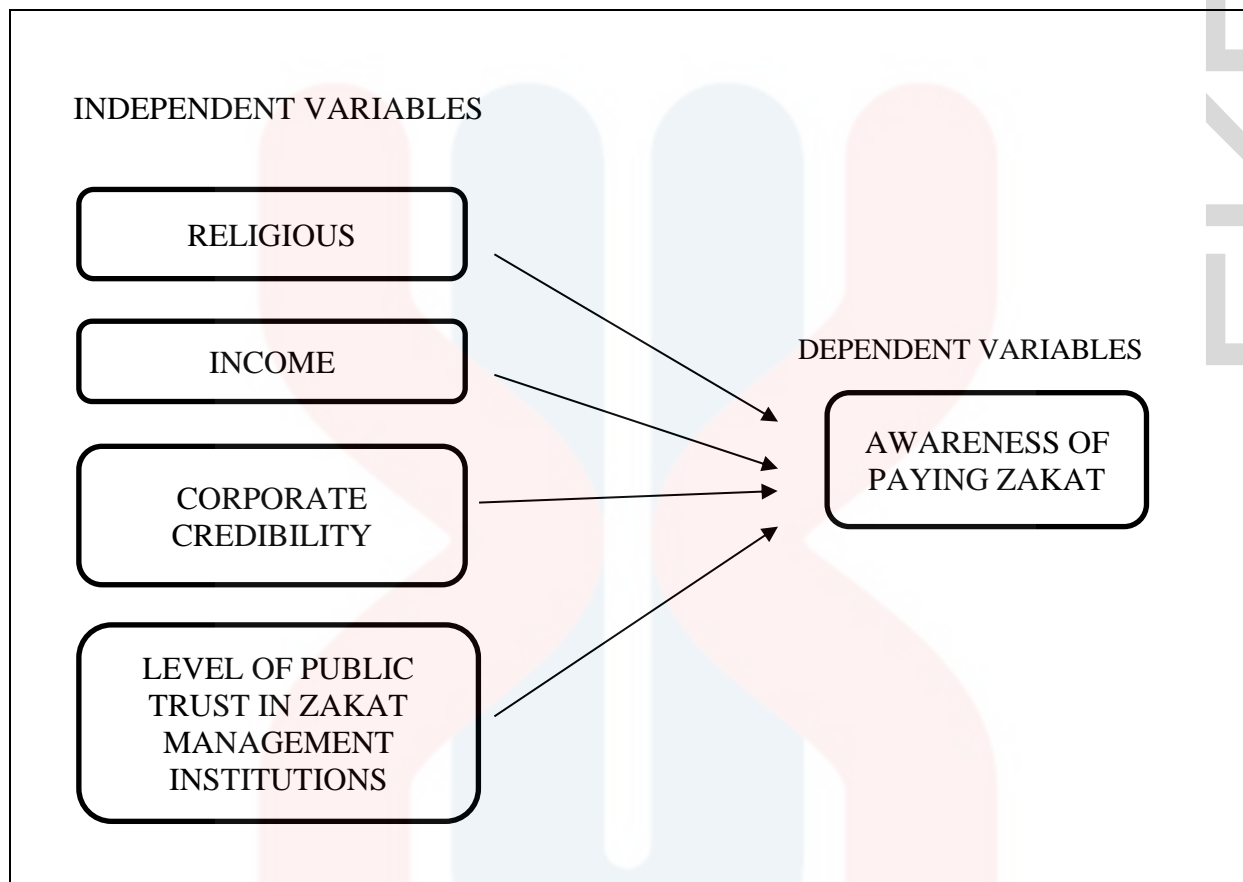 INDEPENDENT VARIABLES
RELIGIOUS
INCOME
CORPORATE
CREDIBILITY
LEVEL OF PUBLIC
TRUST IN ZAKAT
MANAGEMENT
INSTITUTIONS
DEPENDENT VARIABLES
AWARENESS OF
PAYING ZAKAT